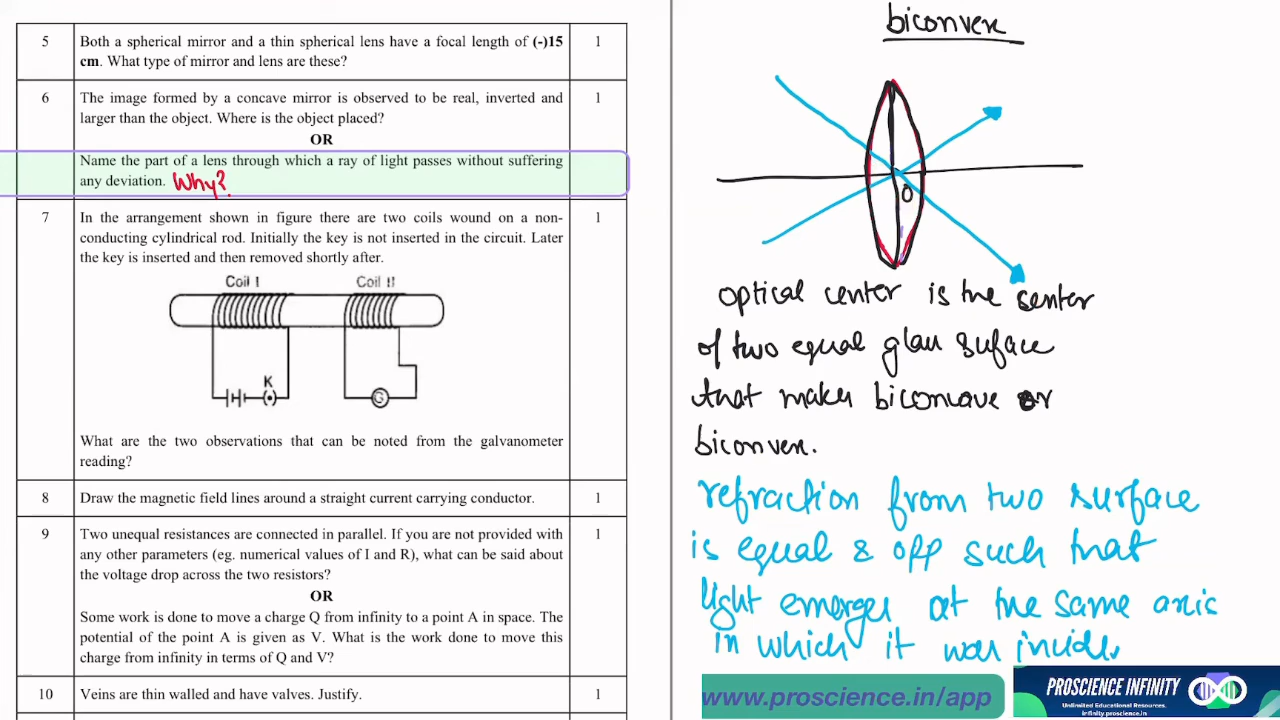 5
Both a spherical mirror and a thin spherical lens have a focal length of (-)15
cm. What type of mirror and lens are these?
1
6
The image formed by a concave mirror is observed to be real, inverted and
larger than the object. Where is the object placed?
OR
Name the part of a lens through which a ray of light passes without suffering
any deviation. Why?
1
7
In the arrangement shown in figure there are two coils wound on a non-
conducting cylindrical rod. Initially the key is not inserted in the circuit. Later
the key is inserted and then removed shortly after.
Coil I
Coil II
K
G
What are the two observations that can be noted from the galvanometer
reading?
1
8
Draw the magnetic field lines around a straight current carrying conductor.
1
9
Two unequal resistances are connected in parallel. If you are not provided with
any other parameters (eg. numerical values of I and R), what can be said about
the voltage drop across the two resistors?
OR
Some work is done to move a charge Q from infinity to a point A in space. The
potential of the point A is given as V. What is the work done to move this
charge from infinity in terms of Q and V?
1
10
Veins are thin walled and have valves. Justify.
1
biconvex
O
optical center is the center
of two equal glass suface
that makes biconcave or
biconvex.
refraction from two surface
is equal & opp such that
light emerges at the same axis
in which it was incide.
www.proscience.in/app
PROSCIENCE INFINITY
Unlimited Educational Resources.
infinity.proscience.in